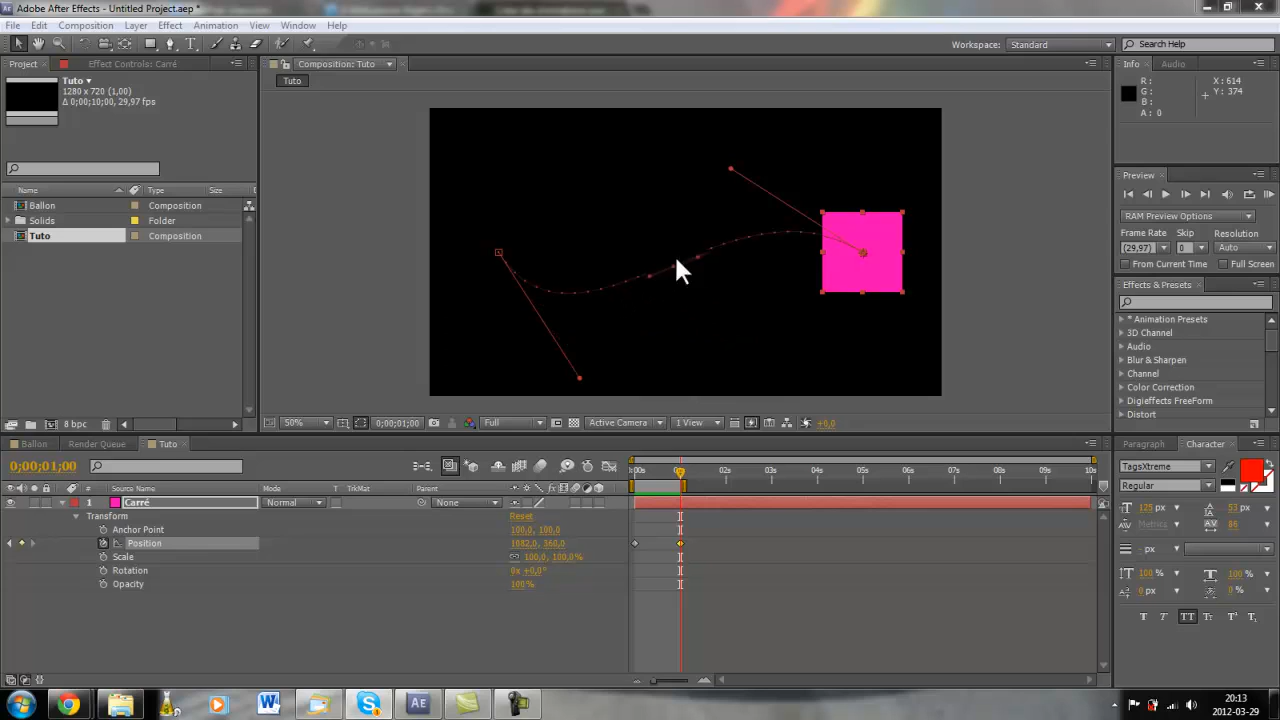 Adobe After Effects - Untitled Project.aep *
File Edit Composition Layer Effect Animation View Window Help
Workspace: Standard Search Help
Project Effect Controls: Carré Composition: Tuto Info Audio
Tuto
Tuto
1280 x 720 (1,00)
Δ 0;00;10;00, 29,97 fps
R :
G :
B :
A : 0
X : 614
Y : 374
Name Type Size
Ballon Composition
Solids Folder
Tuto Composition
Preview
RAM Preview Options
Frame Rate Skip Resolution
(29,97) 0 Auto
From Current Time Full Screen
Effects & Presets
* Animation Presets
3D Channel
Audio
Blur & Sharpen
Channel
Color Correction
Digieffects FreeForm
Distort
8 bpc
50% 0;00;01;00 Full Active Camera 1 View +0,0
Ballon Render Queue Tuto
Paragraph Character
0;00;01;00
:00s 02s 03s 04s 05s 06s 07s 08s 09s 10s
# Source Name Mode TrkMat Parent
1 Carré Normal None
Transform Reset
Anchor Point 100,0, 100,0
Position 1082,0, 360,0
Scale 100,0, 100,0%
Rotation 0x +0,0°
Opacity 100%
TagsXtreme
Regular
125 px 53 px
Metrics 86
- px
100 % 100 %
0 px 0 %
T T TT Tt T¹ T₁
20:13
2012-03-29